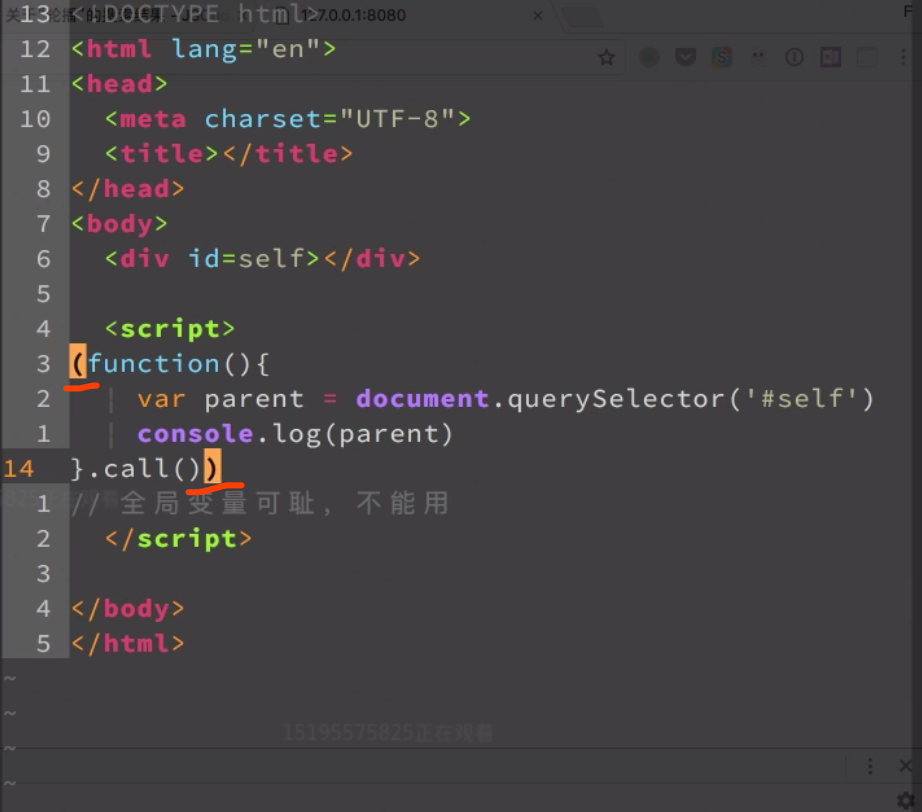 13 <!DOCTYPE html> 127.0.0.1:8080
12 <html lang="en">
11 <head>
10 <meta charset="UTF-8">
9 <title></title>
8 </head>
7 <body>
6 <div id=self></div>
5
4 <script>
3 (function(){
2 var parent = document.querySelector('#self')
1 console.log(parent)
14 }.call())
1 // 全局变量可耻，不能用
2 </script>
3
4 </body>
5 </html>
~
~
15195575825正在观看
~
~